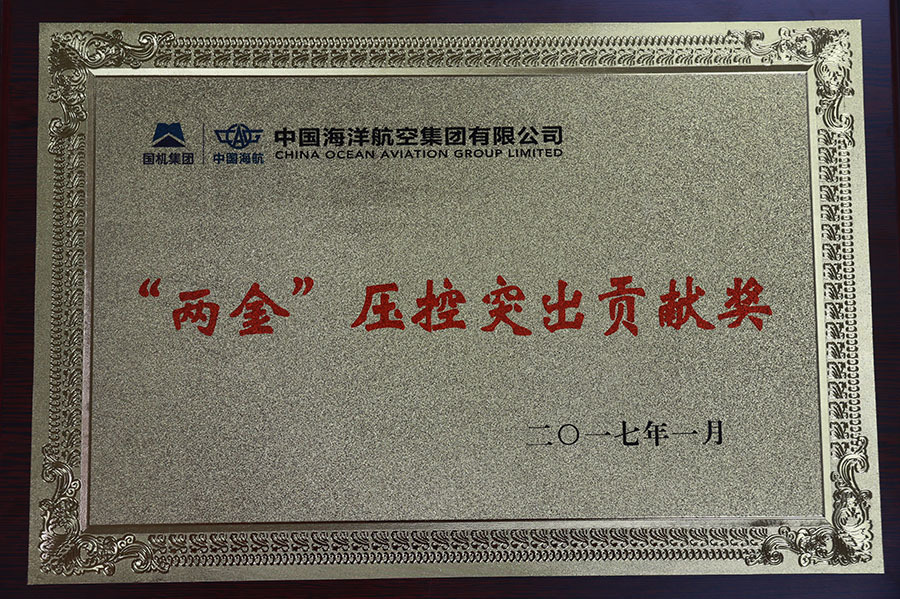 国机集团
中国海航
中国海洋航空集团有限公司
CHINA OCEAN AVIATION GROUP LIMITED
“两金”压控突出贡献奖
二〇一七年一月